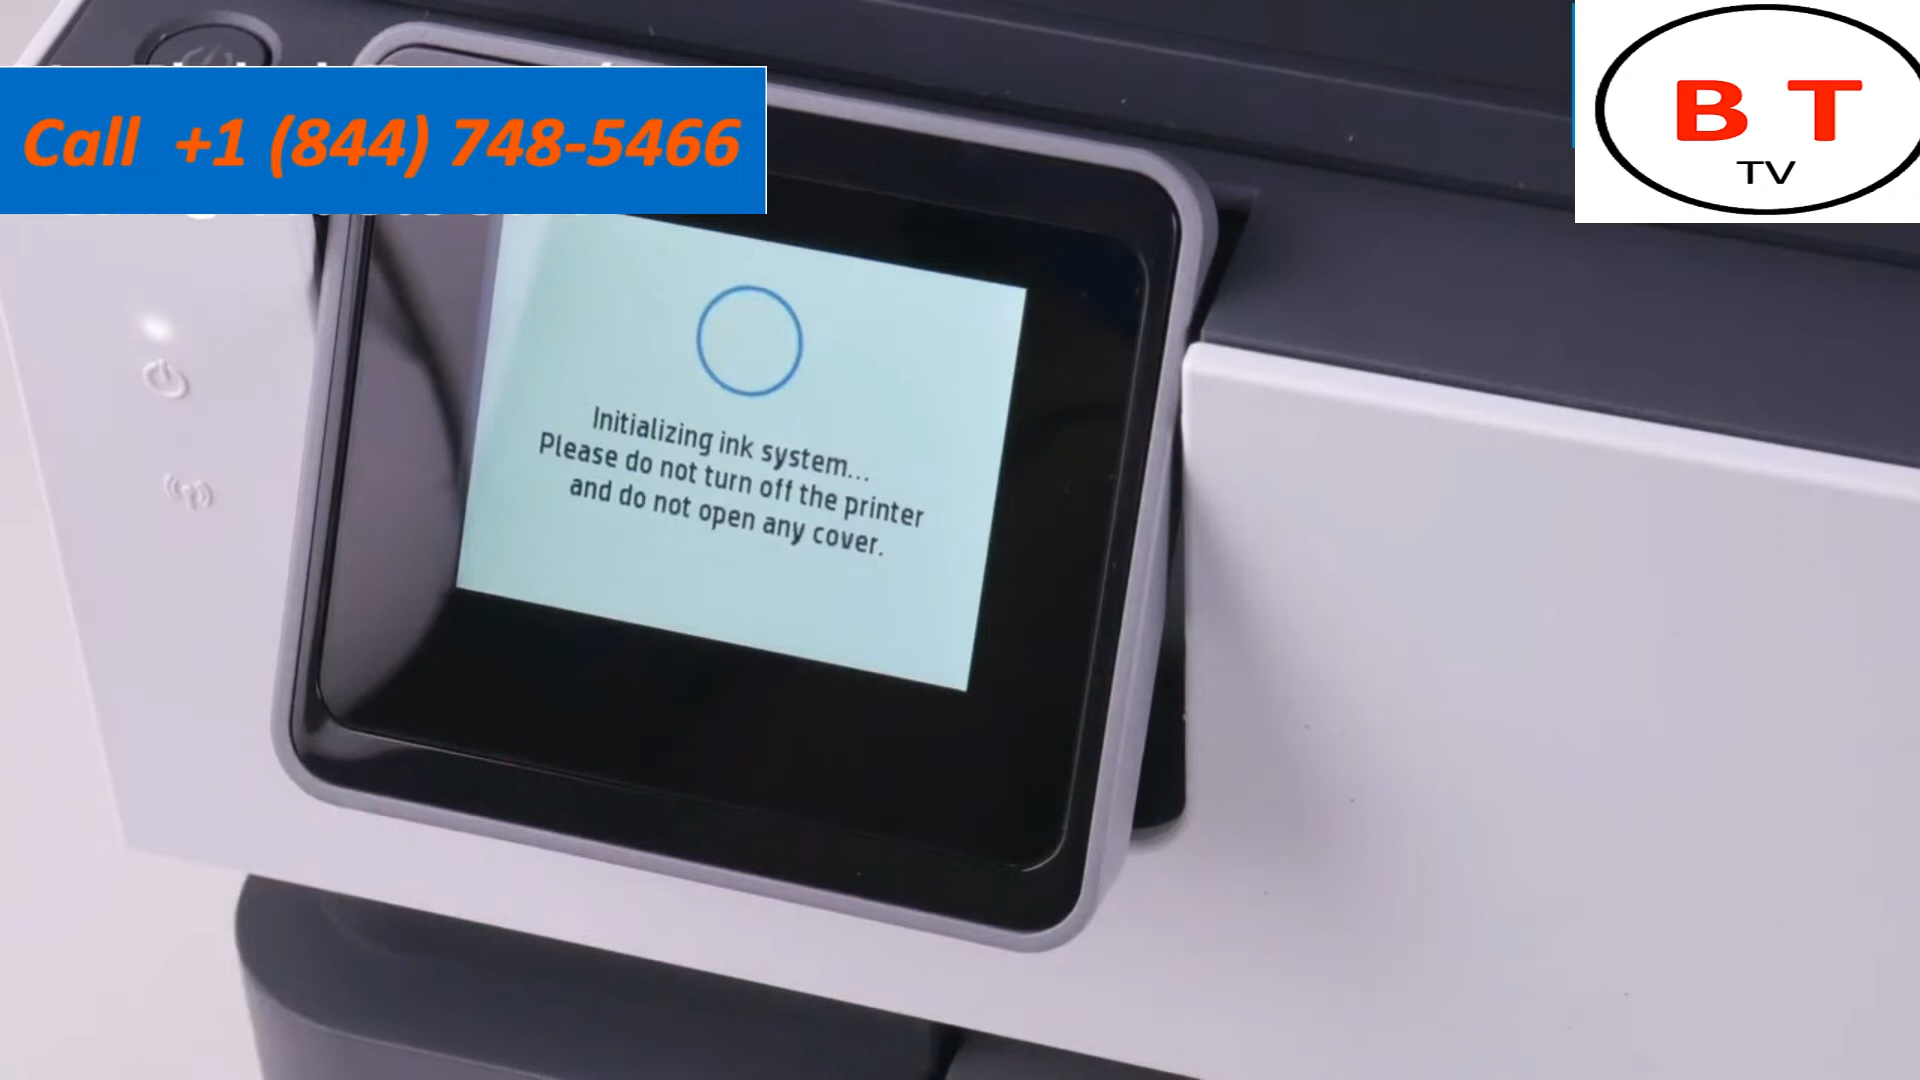 Call +1 (844) 748-5466
B T
TV
Initializing ink system...
Please do not turn off the printer
and do not open any cover.